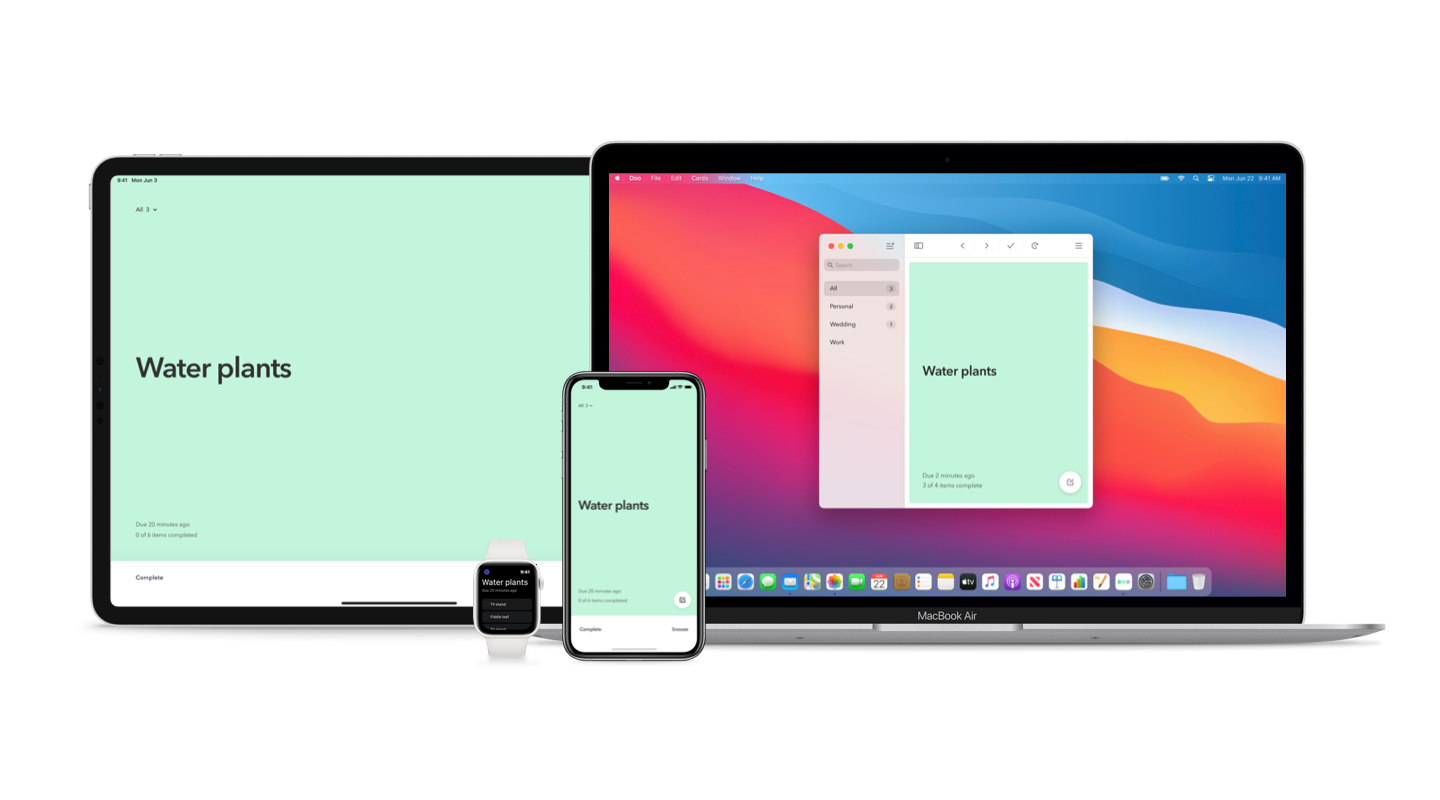 9:41 Mon Jun 3
All 3
Water plants
Due 20 minutes ago
0 of 6 items completed
Complete
9:41
Water plants
Due 20 minutes ago
TV stand
Fiddle leaf
9:41
All 2
Water plants
Due 20 minutes ago
0 of 6 items completed
Complete Snooze
Doo File Edit Cards Window Help Mon Jun 22 9:41 AM
Search
All 3
Personal 2
Wedding 1
Work
Water plants
Due 2 minutes ago
3 of 4 items complete
22
tv
MacBook Air